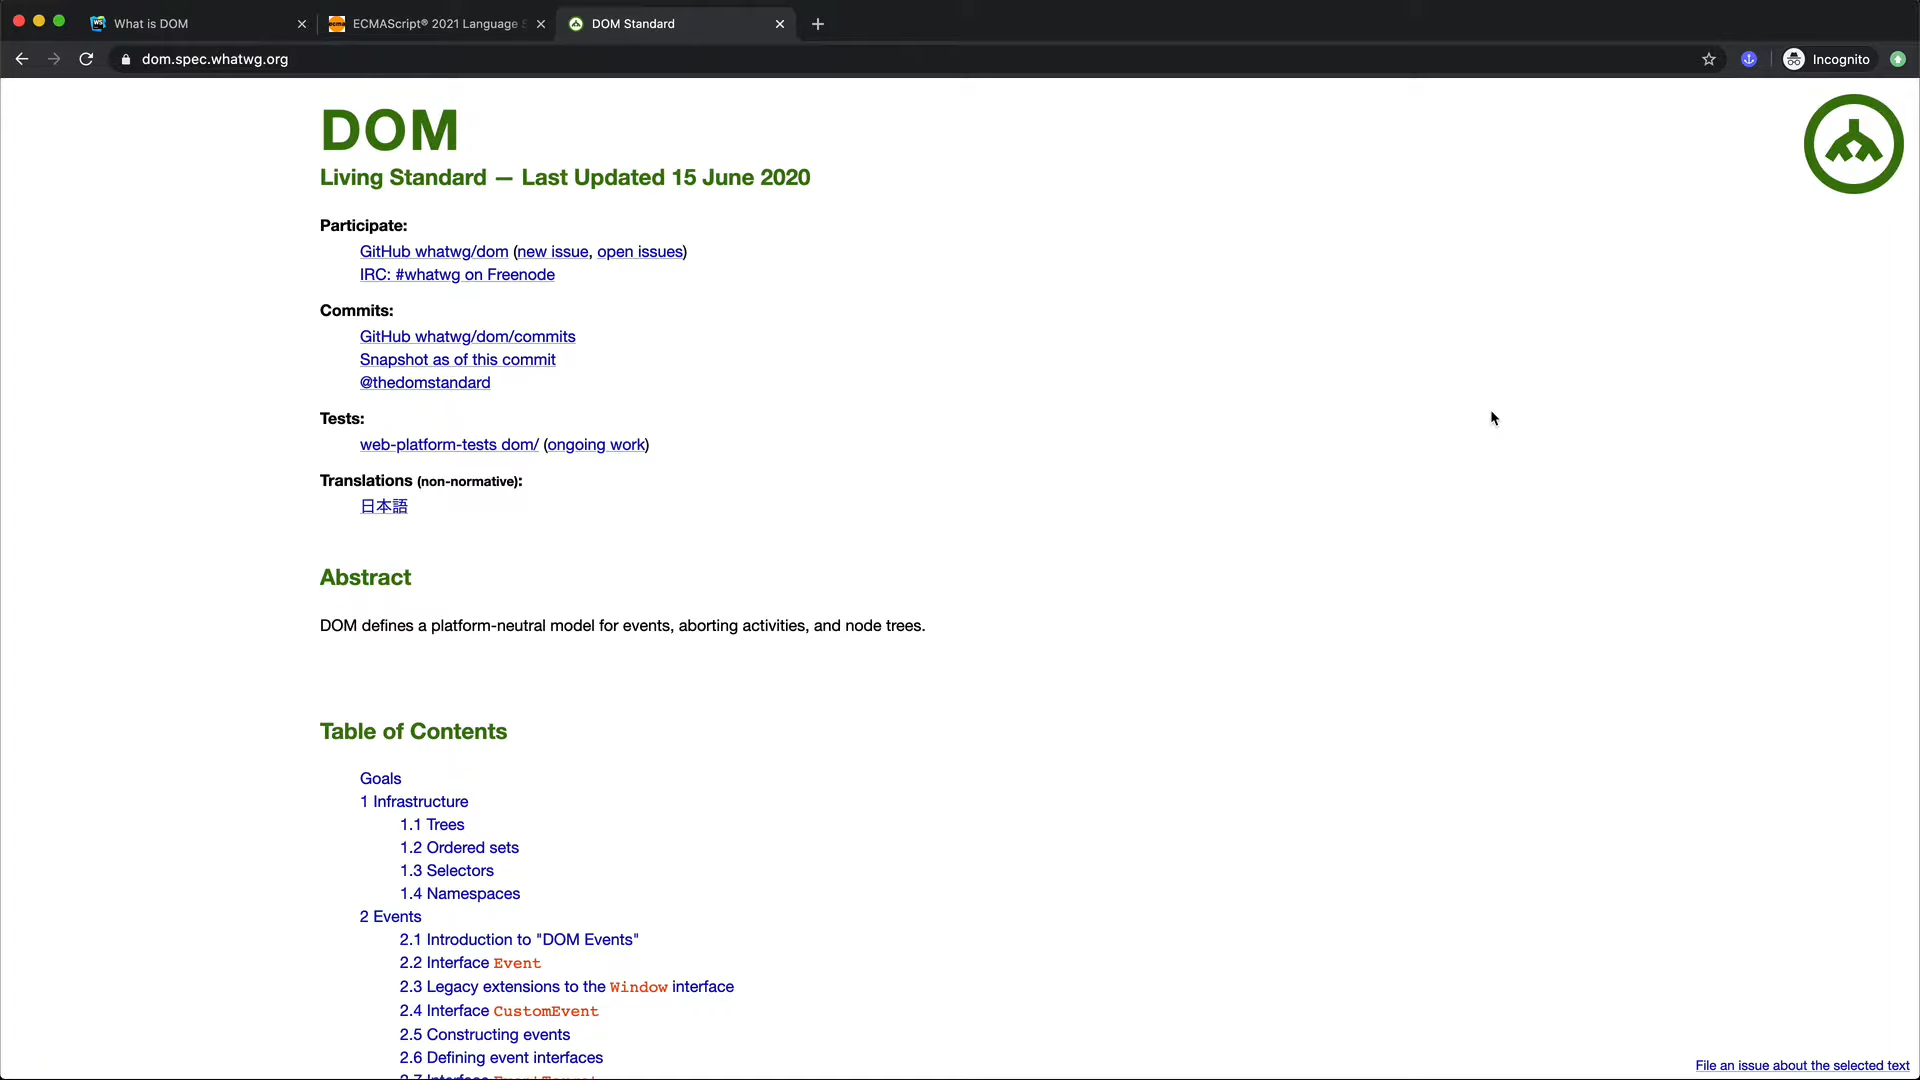 What is DOM
ECMAScript® 2021 Language
DOM Standard
dom.spec.whatwg.org
Incognito
DOM
Living Standard — Last Updated 15 June 2020
Participate:
GitHub whatwg/dom (new issue, open issues)
IRC: #whatwg on Freenode
Commits:
GitHub whatwg/dom/commits
Snapshot as of this commit
@thedomstandard
Tests:
web-platform-tests dom/ (ongoing work)
Translations (non-normative):
日本語
Abstract
DOM defines a platform-neutral model for events, aborting activities, and node trees.
Table of Contents
Goals
1 Infrastructure
1.1 Trees
1.2 Ordered sets
1.3 Selectors
1.4 Namespaces
2 Events
2.1 Introduction to "DOM Events"
2.2 Interface Event
2.3 Legacy extensions to the Window interface
2.4 Interface CustomEvent
2.5 Constructing events
2.6 Defining event interfaces
2.7 Interface EventTarget
File an issue about the selected text